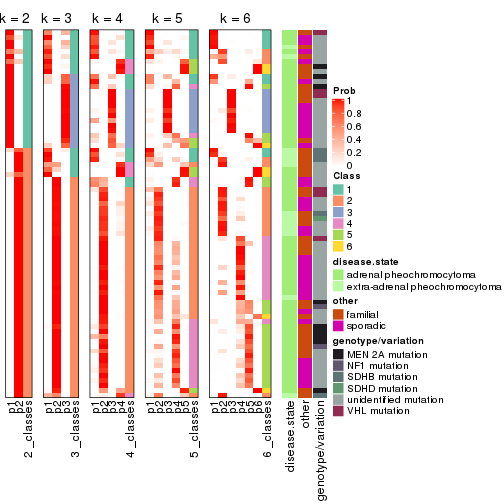 k = 2
k = 3
k = 4
k = 5
k = 6
Prob
1
0.8
0.6
0.4
0.2
0
Class
1
2
3
4
5
6
disease.state
adrenal pheochromocytoma
extra-adrenal pheochromocytoma
other
familial
sporadic
genotype/variation
MEN 2A mutation
NF1 mutation
SDHB mutation
SDHD mutation
unidentified mutation
VHL mutation
p1
p2
2_classes
p1
p2
p3
3_classes
p1
p2
p3
p4
4_classes
p1
p2
p3
p4
p5
5_classes
p1
p2
p3
p4
p5
p6
6_classes
disease.state
other
genotype/variation